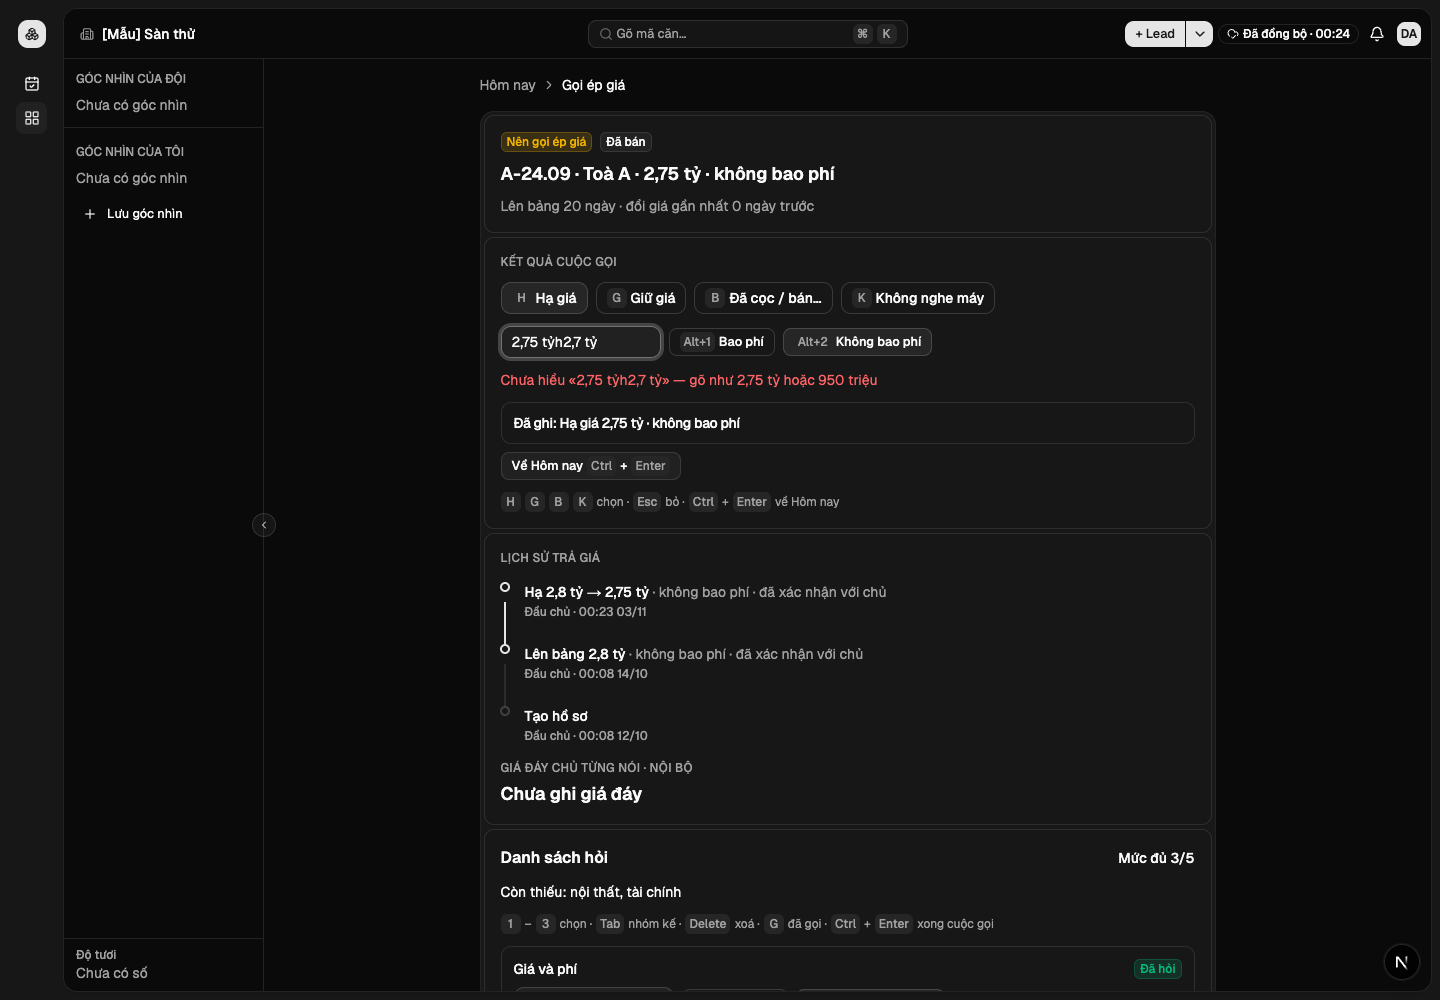 [Mẫu] Sàn thử
Gõ mã căn...
⌘ K
+ Lead
Đã đồng bộ · 00:24
DA
GÓC NHÌN CỦA ĐỘI
Chưa có góc nhìn
GÓC NHÌN CỦA TÔI
Chưa có góc nhìn
+ Lưu góc nhìn
Độ tươi
Chưa có số
Hôm nay > Gọi ép giá
Nên gọi ép giá Đã bán
A-24.09 · Toà A · 2,75 tỷ · không bao phí
Lên bảng 20 ngày · đổi giá gần nhất 0 ngày trước
KẾT QUẢ CUỘC GỌI
H Hạ giá G Giữ giá B Đã cọc / bán... K Không nghe máy
2,75 tỷh2,7 tỷ Alt+1 Bao phí Alt+2 Không bao phí
Chưa hiểu «2,75 tỷh2,7 tỷ» — gõ như 2,75 tỷ hoặc 950 triệu
Đã ghi: Hạ giá 2,75 tỷ · không bao phí
Về Hôm nay Ctrl + Enter
H G B K chọn · Esc bỏ · Ctrl + Enter về Hôm nay
LỊCH SỬ TRẢ GIÁ
Hạ 2,8 tỷ → 2,75 tỷ · không bao phí · đã xác nhận với chủ
Đầu chủ · 00:23 03/11
Lên bảng 2,8 tỷ · không bao phí · đã xác nhận với chủ
Đầu chủ · 00:08 14/10
Tạo hồ sơ
Đầu chủ · 00:08 12/10
GIÁ ĐÁY CHỦ TỪNG NÓI · NỘI BỘ
Chưa ghi giá đáy
Danh sách hỏi
Mức đủ 3/5
Còn thiếu: nội thất, tài chính
1 – 3 chọn · Tab nhóm kế · Delete xoá · G đã gọi · Ctrl + Enter xong cuộc gọi
Giá và phí
Đã hỏi
N